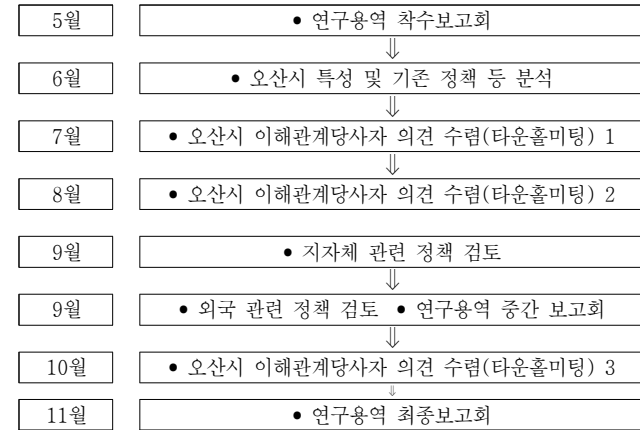 5월 • 연구용역 착수보고회
⇓
6월 • 오산시 특성 및 기존 정책 등 분석
⇓
7월 • 오산시 이해관계당사자 의견 수렴(타운홀미팅) 1
⇓
8월 • 오산시 이해관계당사자 의견 수렴(타운홀미팅) 2
9월 • 지자체 관련 정책 검토
⇓
9월 • 외국 관련 정책 검토 • 연구용역 중간 보고회
⇓
10월 • 오산시 이해관계당사자 의견 수렴(타운홀미팅) 3
⇓
11월 • 연구용역 최종보고회